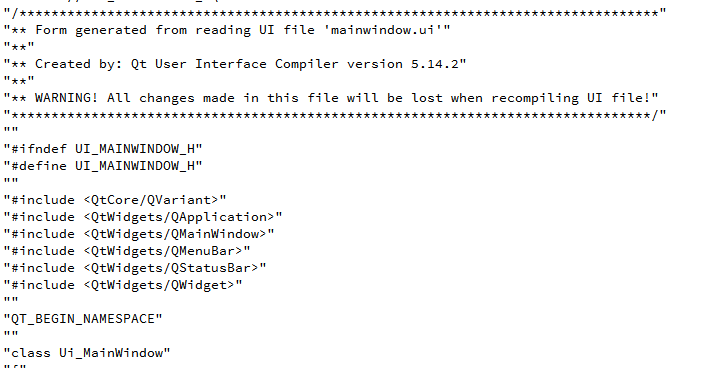 "/********************************************************************************"
"** Form generated from reading UI file 'mainwindow.ui'"
"**"
"** Created by: Qt User Interface Compiler version 5.14.2"
"**"
"** WARNING! All changes made in this file will be lost when recompiling UI file!"
"********************************************************************************/"
""
"#ifndef UI_MAINWINDOW_H"
"#define UI_MAINWINDOW_H"
""
"#include <QtCore/QVariant>"
"#include <QtWidgets/QApplication>"
"#include <QtWidgets/QMainWindow>"
"#include <QtWidgets/QMenuBar>"
"#include <QtWidgets/QStatusBar>"
"#include <QtWidgets/QWidget>"
""
"QT_BEGIN_NAMESPACE"
""
"class Ui_MainWindow"